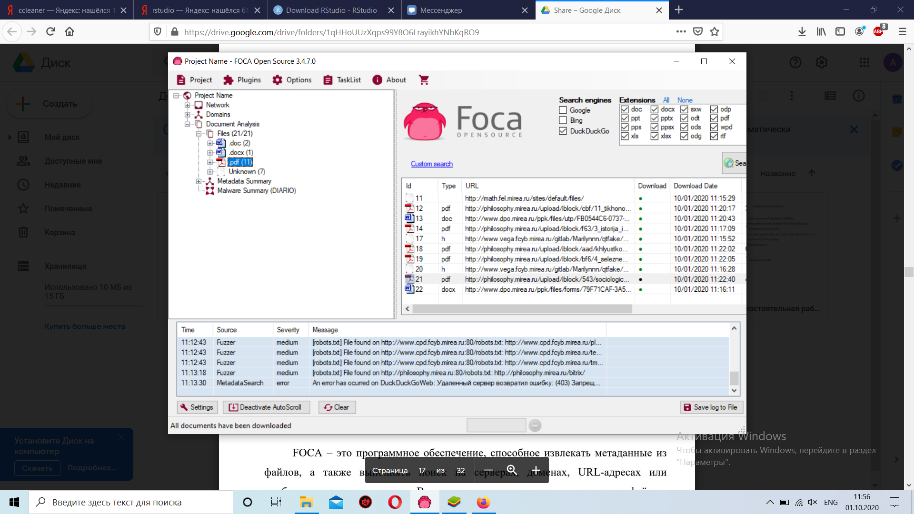 ccleaner — Яндекс: нашёлся 1
rstudio — Яндекс: нашёлся 6
Download RStudio - RStudio
Мессенджер
Share – Google Диск
https://drive.google.com/drive/folders/1qHHoUUzXqps99Y8O6LrayikhYNhKqRO9
Диск
Создать
Мой диск
Доступные мне
Недавние
Помеченные
Корзина
Хранилище
Использовано 10 МБ из
15 ГБ
Купить больше места
Установите Диск на
компьютер
Скачать Подробнее...
Название
Project Name - FOCA Open Source 3.4.7.0
Project Plugins Options TaskList About
Project Name
Network
Domains
Document Analysis
Files (21/21)
.doc (2)
.docx (1)
.pdf (11)
Unknown (7)
Metadata Summary
Malware Summary (DIARIO)
Foca
OPENSOURCE
Search engines
Google
Bing
DuckDuckGo
Extensions All None
doc docx sxw odp
ppt pptx odt pdf
pps ppsx ods wpd
xls xlsx odg rtf
Custom search
Sea
Id Type URL Download Download Date
11 http://math.fel.mirea.ru/sites/default/files/ 10/01/2020 11:15:29
12 pdf http://philosophy.mirea.ru/upload/iblock/cbf/11_tikhono... 10/01/2020 11:20:17
13 doc http://www.dpo.mirea.ru/ppk/files/utp/FB0544C6-0737-... 10/01/2020 11:20:43
14 pdf http://philosophy.mirea.ru/upload/iblock/f63/3_istorija_i... 10/01/2020 11:17:09
17 h http://www.vega.fcyb.mirea.ru/gitlab/Marilynnn/qtfake/... 10/01/2020 11:15:52
18 pdf http://philosophy.mirea.ru/upload/iblock/aad/khlyustko... 10/01/2020 11:22:02
19 pdf http://philosophy.mirea.ru/upload/iblock/bf6/4_selezne... 10/01/2020 11:22:05
20 h http://www.vega.fcyb.mirea.ru/gitlab/Marilynnn/qtfake/... 10/01/2020 11:16:28
21 pdf http://philosophy.mirea.ru/upload/iblock/543/sociologic... 10/01/2020 11:22:40
22 docx http://www.dpo.mirea.ru/ppk/files/forms/79F71CAF-3A5... 10/01/2020 11:16:11
Time Source Severity Message
11:12:43 Fuzzer medium [robots.txt] File found on http://www.cpd.fcyb.mirea.ru:80/robots.txt: http://www.cpd.fcyb.mirea.ru/pl...
11:12:43 Fuzzer medium [robots.txt] File found on http://www.cpd.fcyb.mirea.ru:80/robots.txt: http://www.cpd.fcyb.mirea.ru/te...
11:12:43 Fuzzer medium [robots.txt] File found on http://www.cpd.fcyb.mirea.ru:80/robots.txt: http://www.cpd.fcyb.mirea.ru/tm...
11:13:18 Fuzzer medium [robots.txt] File found on http://philosophy.mirea.ru:80/robots.txt: http://philosophy.mirea.ru/bitrix/
11:13:30 MetadataSearch error An error has ocurred on DuckDuckGoWeb: Удаленный сервер возвратил ошибку: (403) Запрещ...
Settings Deactivate AutoScroll Clear Save log to File
All documents have been downloaded
Активация Windows
Чтобы активировать Windows, перейдите в раздел
"Параметры".
FOCA – это программное обеспечение, способное извлекать метаданные из
файлов, а также доменах, URL-адресах или
Страница 17 из 32
Введите здесь текст для поиска
ENG
11:56
01.10.2020